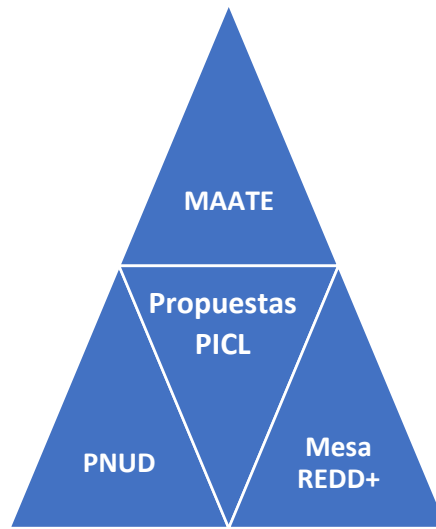 MAATE
Propuestas
PICL
PNUD
Mesa
REDD+